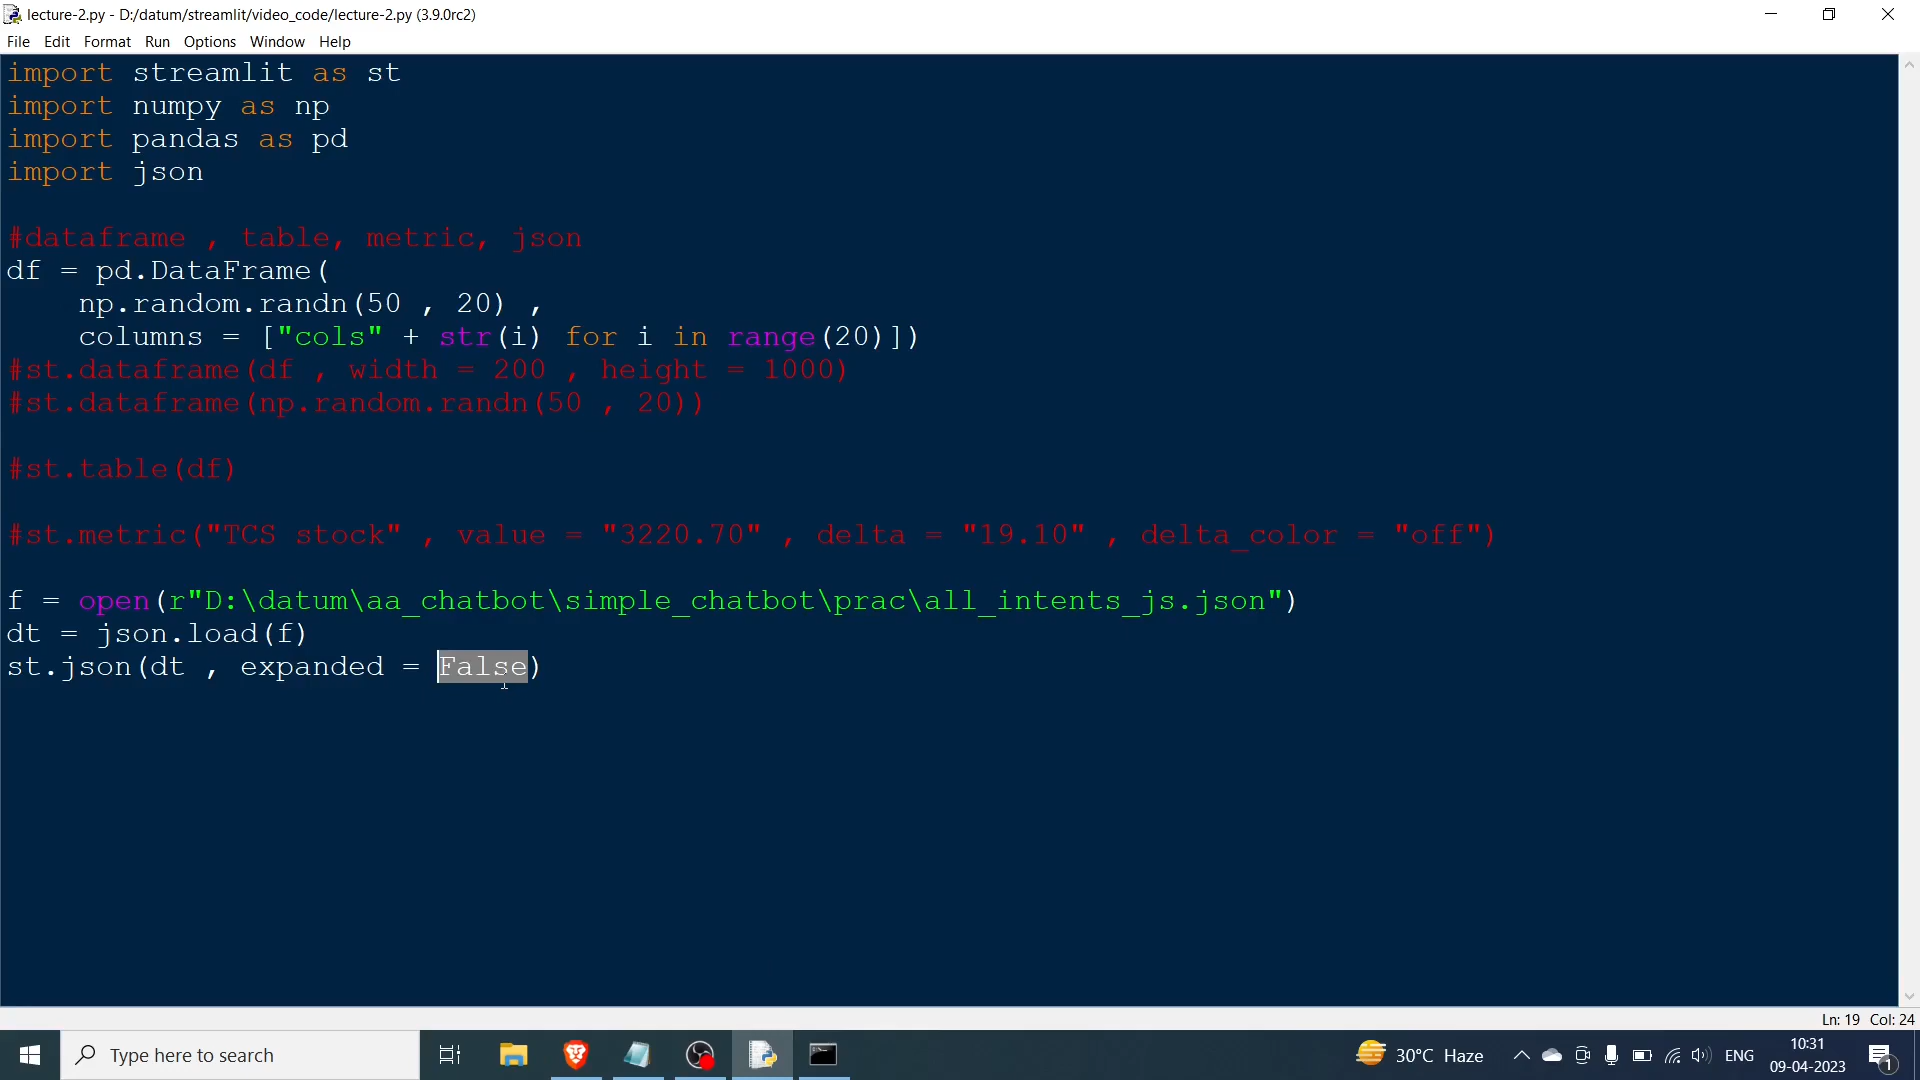 lecture-2.py - D:/datum/streamlit/video_code/lecture-2.py (3.9.0rc2)
File Edit Format Run Options Window Help
import streamlit as st
import numpy as np
import pandas as pd
import json
#dataframe , table, metric, json
df = pd.DataFrame(
    np.random.randn(50 , 20) ,
    columns = ["cols" + str(i) for i in range(20)])
#st.dataframe(df , width = 200 , height = 1000)
#st.dataframe(np.random.randn(50 , 20))
#st.table(df)
#st.metric("TCS stock" , value = "3220.70" , delta = "19.10" , delta_color = "off")
f = open(r"D:\datum\aa_chatbot\simple_chatbot\prac\all_intents_js.json")
dt = json.load(f)
st.json(dt , expanded = False)
Ln: 19 Col: 24
Type here to search
30°C Haze
ENG
10:31
09-04-2023
1